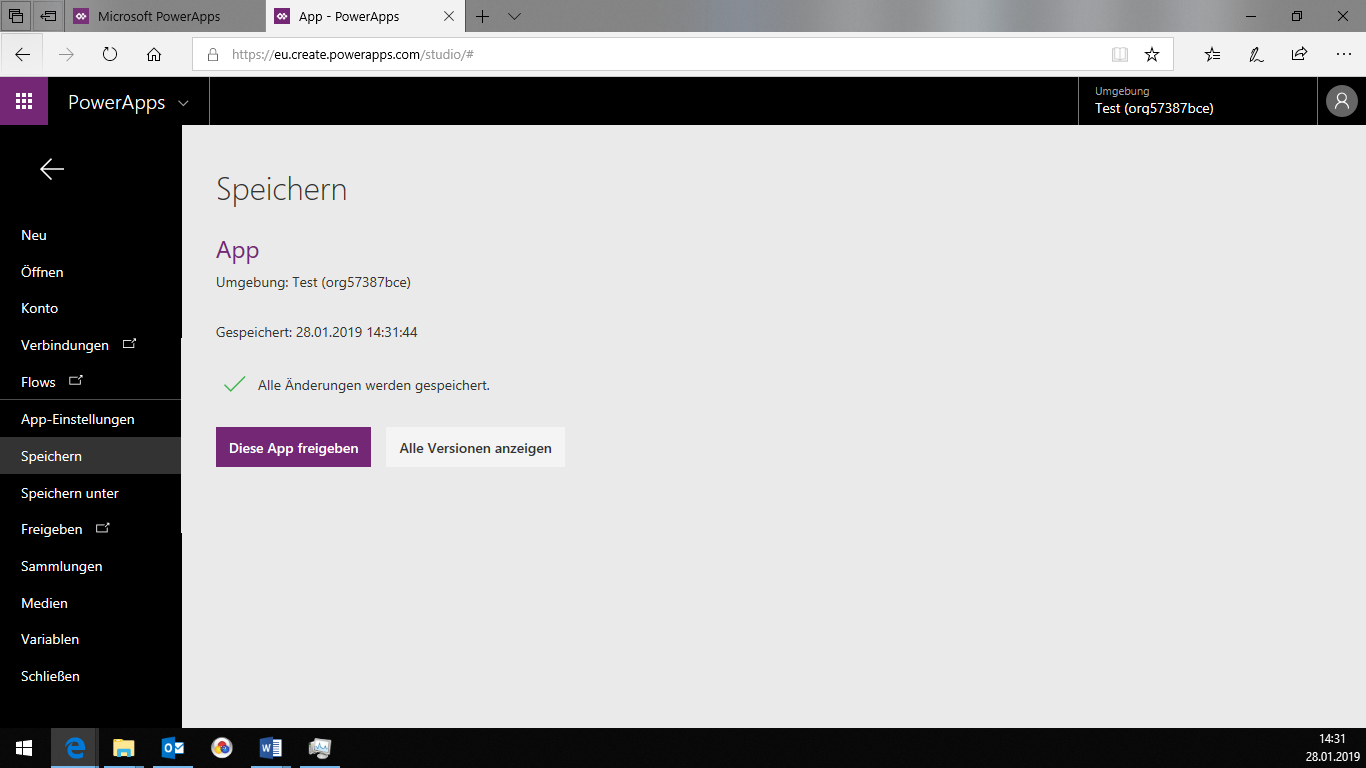 Microsoft PowerApps
App - PowerApps
https://eu.create.powerapps.com/studio/#
PowerApps
Umgebung
Test (org57387bce)
Speichern
App
Umgebung: Test (org57387bce)
Gespeichert: 28.01.2019 14:31:44
Alle Änderungen werden gespeichert.
Diese App freigeben
Alle Versionen anzeigen
Neu
Öffnen
Konto
Verbindungen
Flows
App-Einstellungen
Speichern
Speichern unter
Freigeben
Sammlungen
Medien
Variablen
Schließen
14:31
28.01.2019